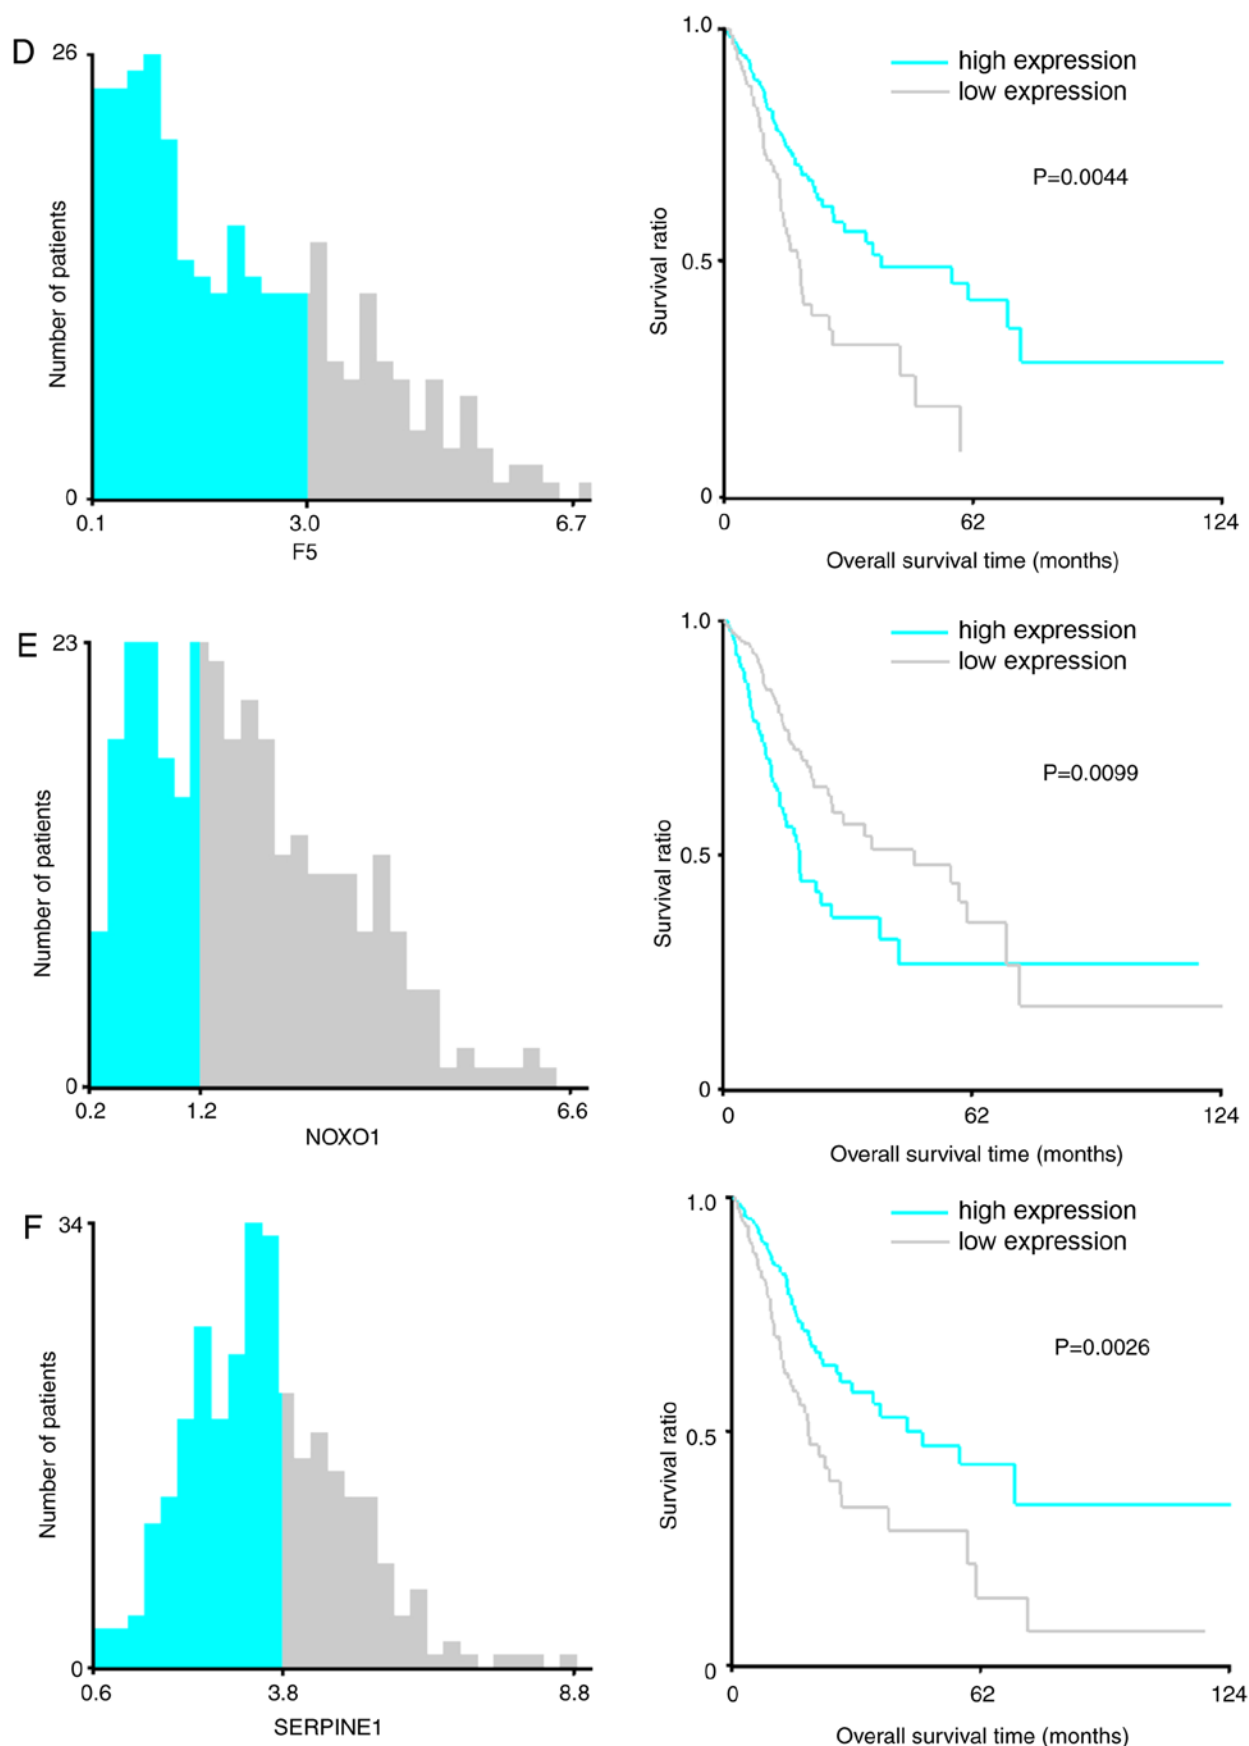 D
26
Number of patients
0
0.1
3.0
6.7
F5
1.0
high expression
low expression
P=0.0044
Survival ratio
0.5
0
0
62
124
Overall survival time (months)
E
23
Number of patients
0
0.2
1.2
6.6
NOXO1
1.0
high expression
low expression
P=0.0099
Survival ratio
0.5
0
0
62
124
Overall survival time (months)
F
34
Number of patients
0
0.6
3.8
8.8
SERPINE1
1.0
high expression
low expression
P=0.0026
Survival ratio
0.5
0
0
62
124
Overall survival time (months)